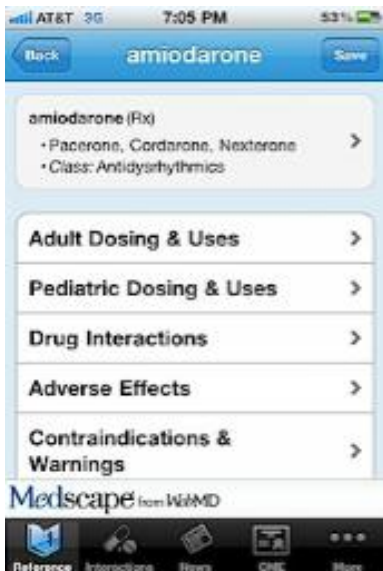 AT&T 3G 7:05 PM 53%
Back amiodarone Save
amiodarone (Rx)
• Pacerone, Cordarone, Nexterone
• Class: Antidysrhythmics
Adult Dosing & Uses
Pediatric Dosing & Uses
Drug Interactions
Adverse Effects
Contraindications &
Warnings
Medscape from WebMD
Reference Interactions News CME More